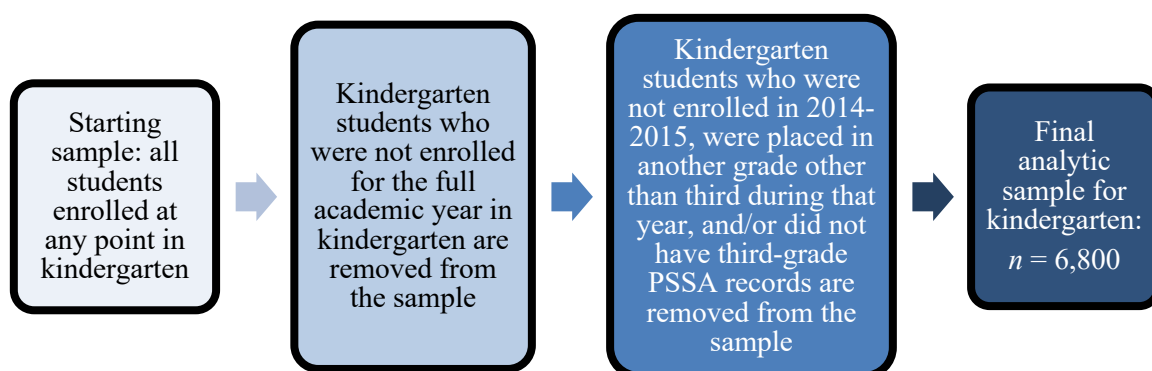 Starting
sample: all
students
enrolled at
any point in
kindergarten
Kindergarten
students who
were not enrolled
for the full
academic year in
kindergarten are
removed from
the sample
Kindergarten
students who were
not enrolled in 2014-
2015, were placed in
another grade other
than third during that
year, and/or did not
have third-grade
PSSA records are
removed from the
sample
Final
analytic
sample for
kindergarten:
n = 6,800